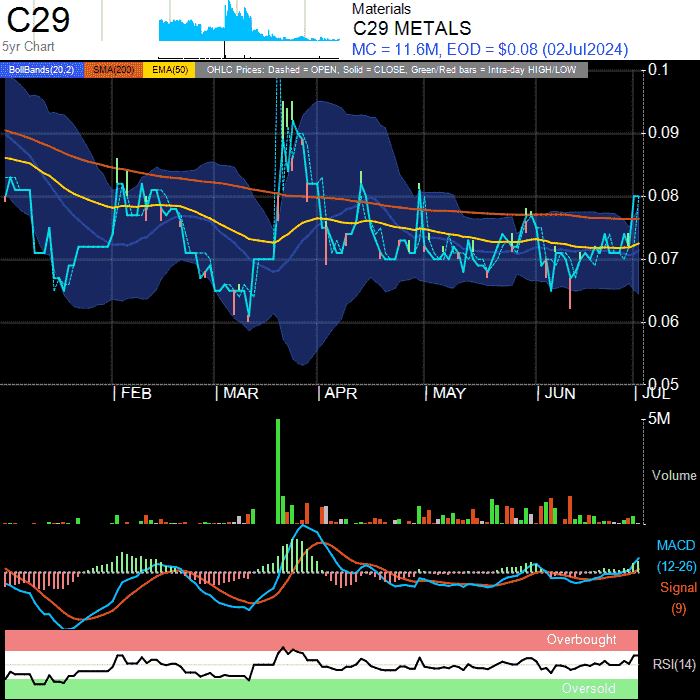 C29
5yr Chart
Materials
C29 METALS
MC = 11.6M, EOD = $0.08 (02Jul2024)
BollBands(20,2) SMA(200) EMA(50) OHLC Prices: Dashed = OPEN, Solid = CLOSE, Green/Red bars = Intra-day HIGH/LOW
0.1
0.09
0.08
0.07
0.06
0.05
FEB MAR APR MAY JUN JUL
5M
Volume
MACD
(12-26)
Signal
(9)
Overbought
RSI(14)
Oversold